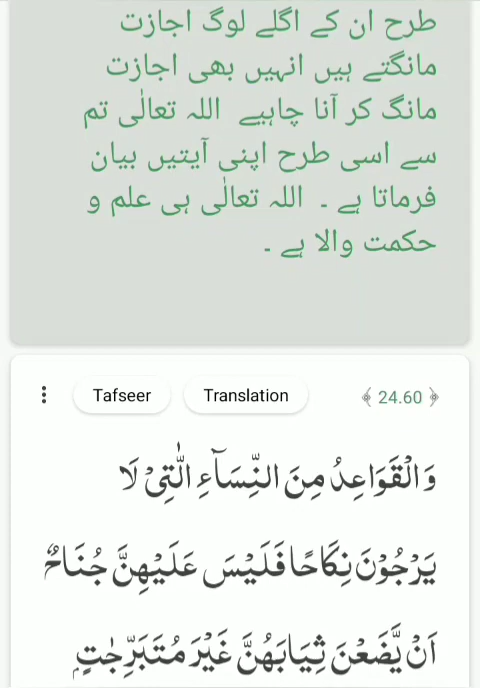 طرح ان کے اگلے لوگ اجازت
مانگتے ہیں انہیں بھی اجازت
مانگ کر آنا چاہیے  اللہ تعالٰی تم
سے اسی طرح اپنی آیتیں بیان
فرماتا ہے ۔  اللہ تعالٰی ہی علم و
حکمت والا ہے ۔
Tafseer Translation ﴾ 24.60 ﴿
وَالْقَوَاعِدُ مِنَ النِّسَآءِ الّٰتِیْ لَا
یَرْجُوْنَ نِكَاحًا فَلَیْسَ عَلَیْهِنَّ جُنَاحٌ
اَنْ یَّضَعْنَ ثِیَابَهُنَّ غَیْرَ مُتَبَرِّجٰتٍ